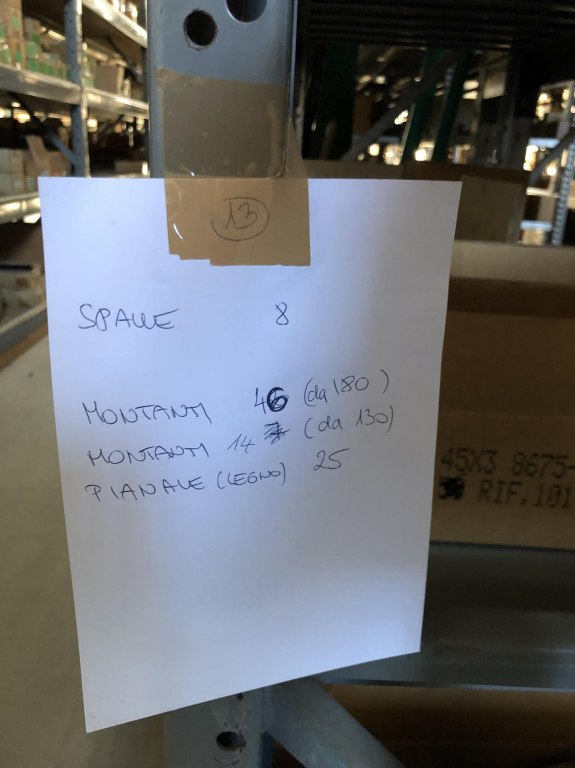 13
SPALLE 8
MONTANTI 46 (da 180)
MONTANTI 14 (da 130)
PIANALE (LEGNO) 25
45X3 8675-
RIF.101